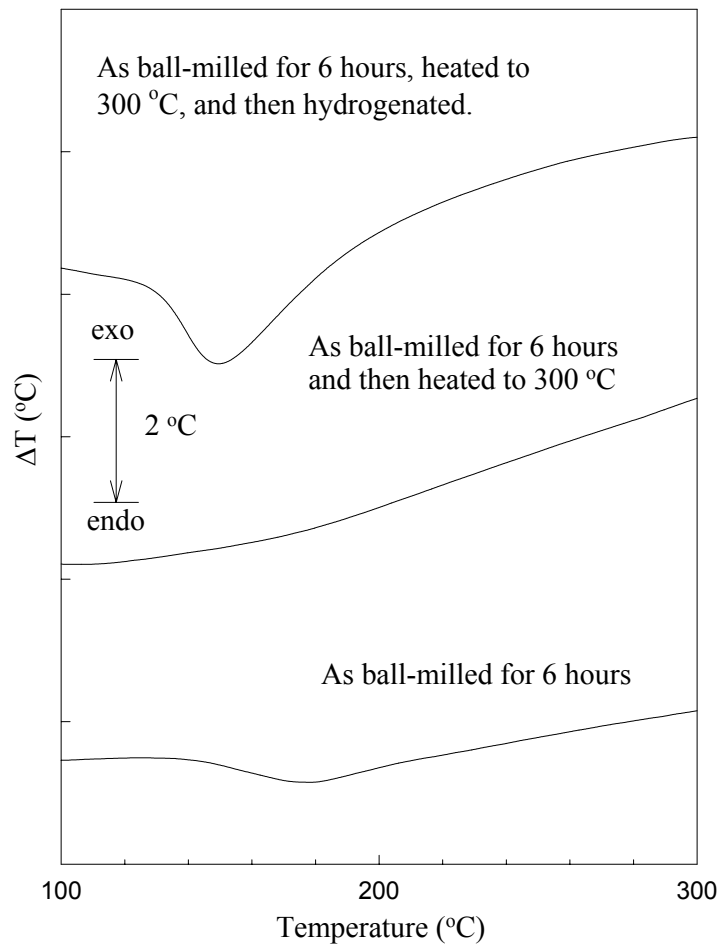 As ball-milled for 6 hours, heated to
300 °C, and then hydrogenated.
exo
2 °C
endo
As ball-milled for 6 hours
and then heated to 300 °C
As ball-milled for 6 hours
ΔT (°C)
100 200 300
Temperature (°C)